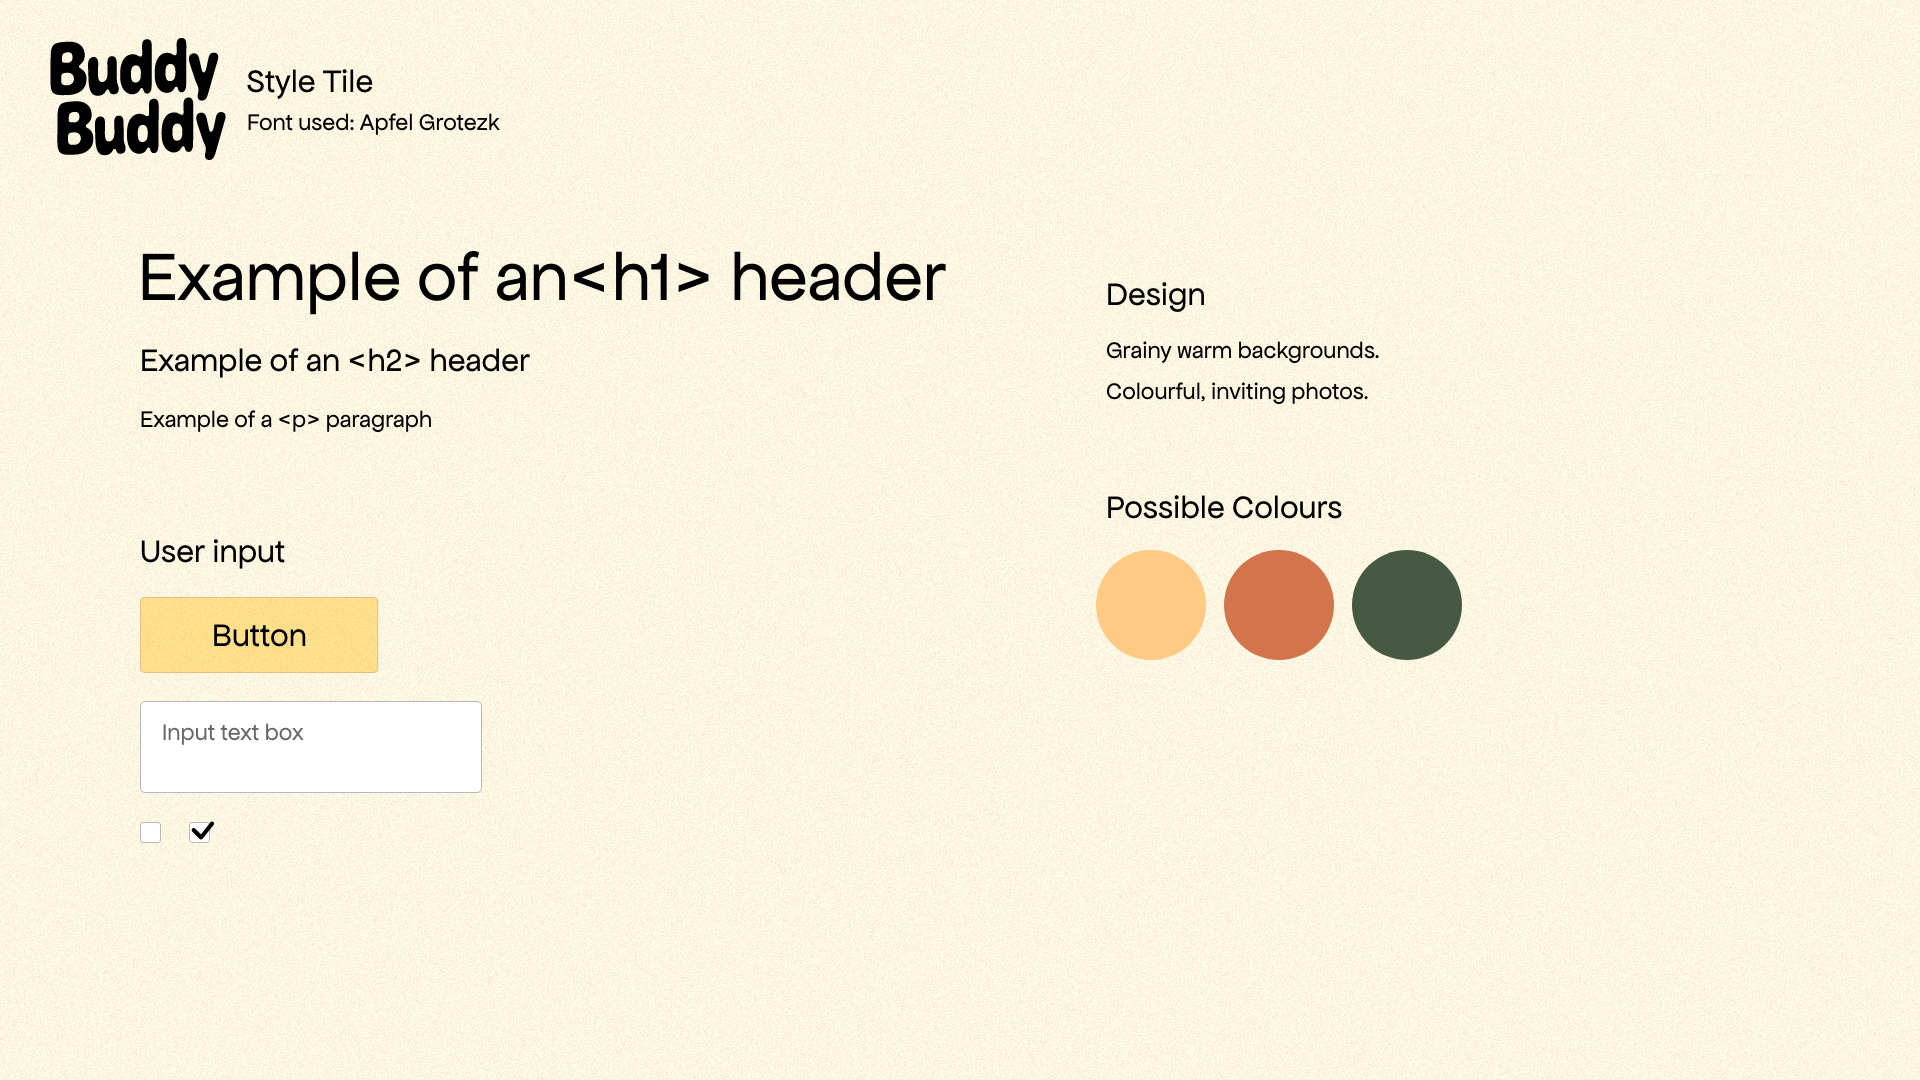 Buddy
Buddy
Style Tile
Font used: Apfel Grotezk
Example of an<h1> header
Example of an <h2> header
Example of a <p> paragraph
User input
Button
Input text box
Design
Grainy warm backgrounds.
Colourful, inviting photos.
Possible Colours